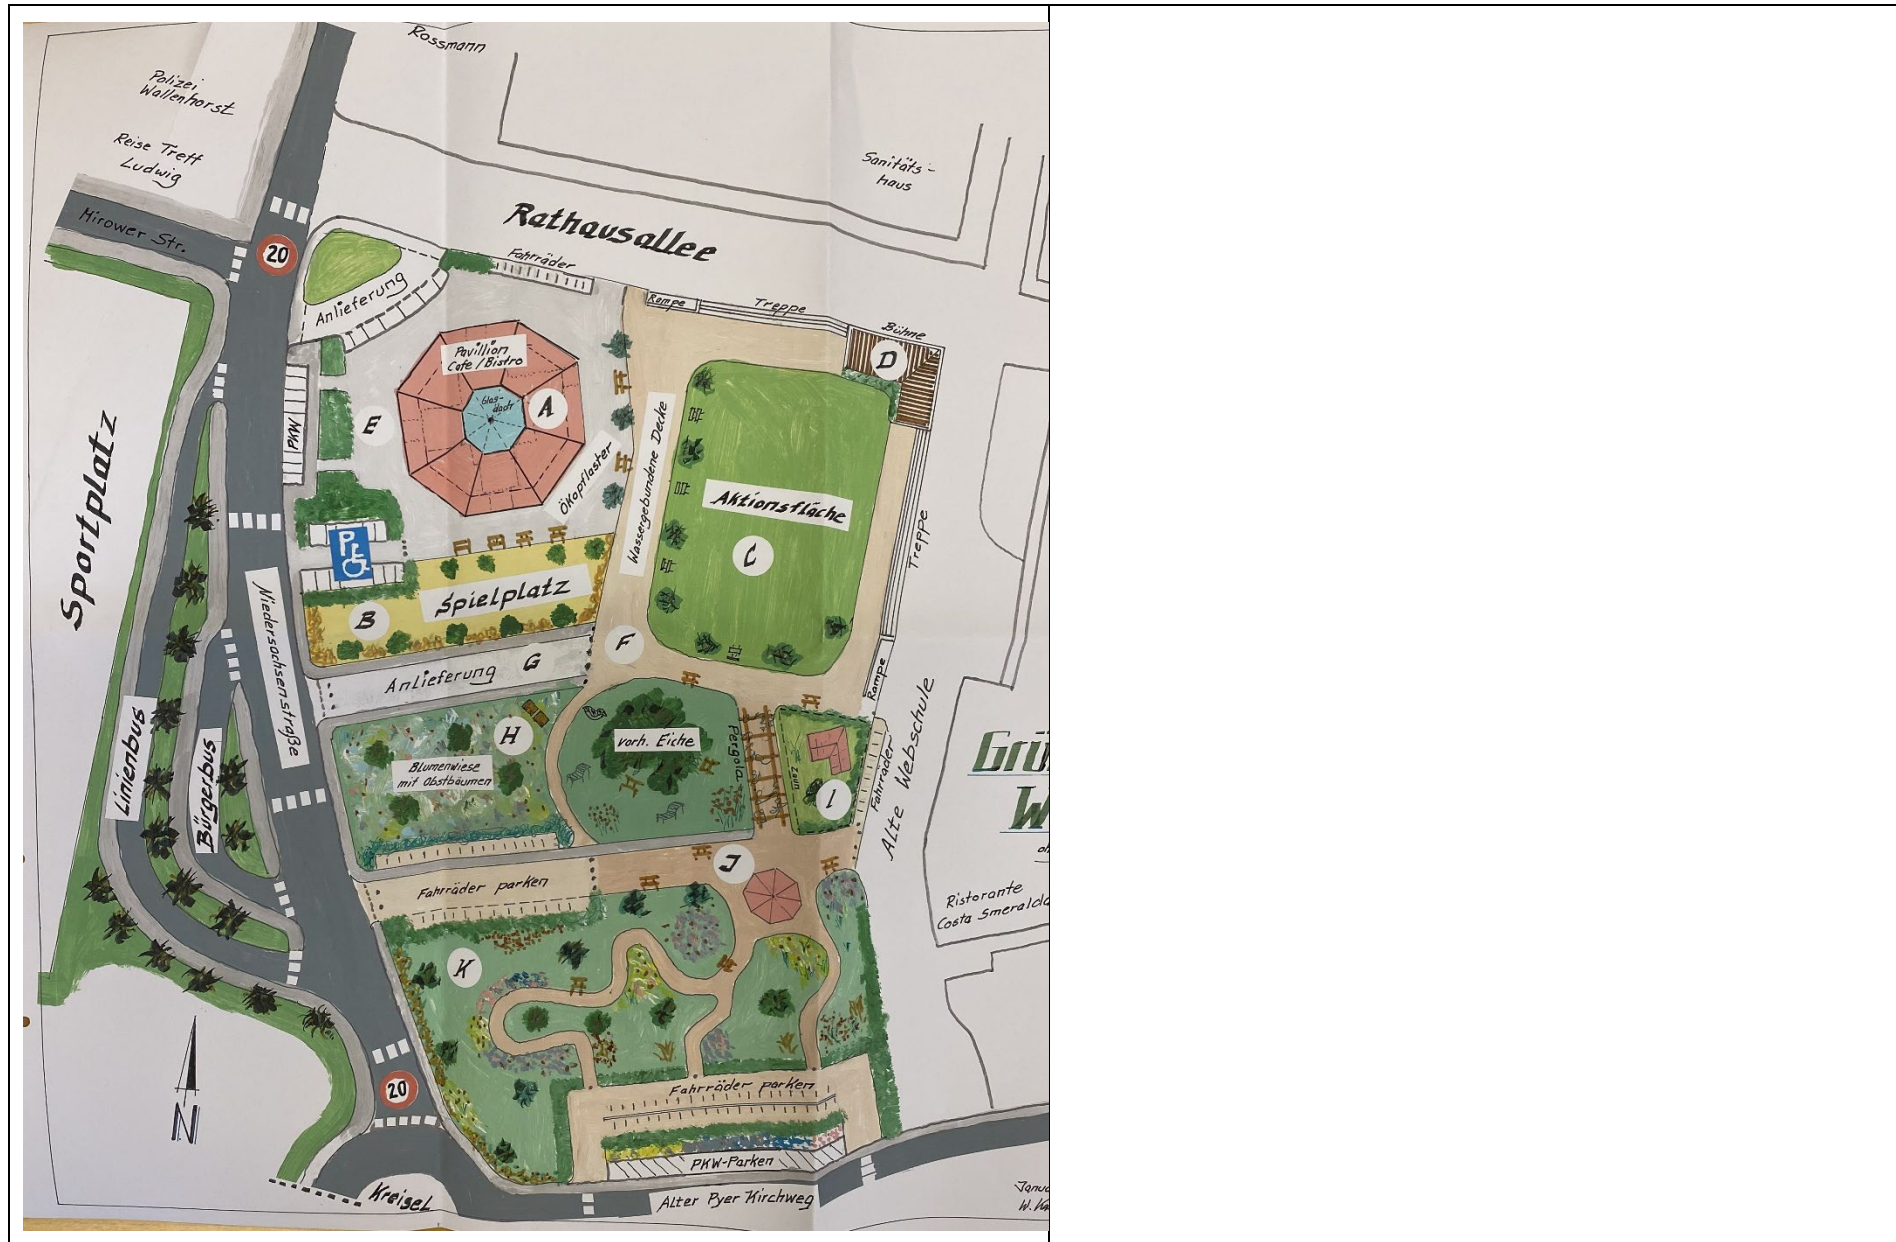 Rossmann
Polizei
Wallenhorst
Reise Treff
Ludwig
Sanitäts-
haus
Mirower Str.
20
Rathausallee
Fahrräder
Anlieferung
Rampe
Treppe
Bühne
D
Pavillion
Cafe/Bistro
Glas-
dach
A
E
PKW
Ökopflaster
Wassergebundene Decke
Aktionsfläche
C
Treppe
Sportplatz
P
Spielplatz
B
Niedersachsenstraße
F
Anlieferung G
Rampe
Linienbus
Bürgerbus
H
Blumenwiese
mit Obstbäumen
vorh. Eiche
Pergola
Zaun
I
Fahrräder
Alte Webschule
Grü
W
J
Fahrräder parken
Ristorante
Costa Smeralda
K
N
20
Fahrräder parken
PKW-Parken
Kreisel
Alter Pyer Kirchweg